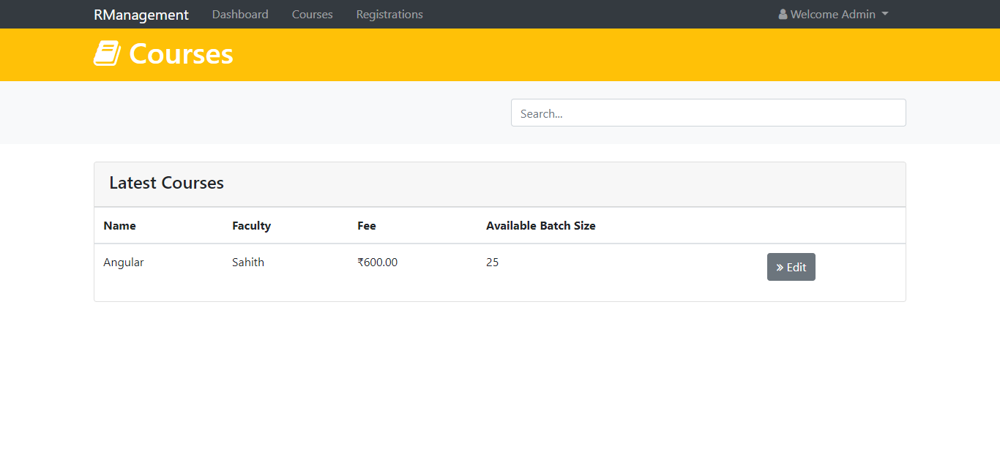 RManagement Dashboard Courses Registrations Welcome Admin
Courses
Search...
Latest Courses
Name Faculty Fee Available Batch Size
Angular Sahith ₹600.00 25 » Edit